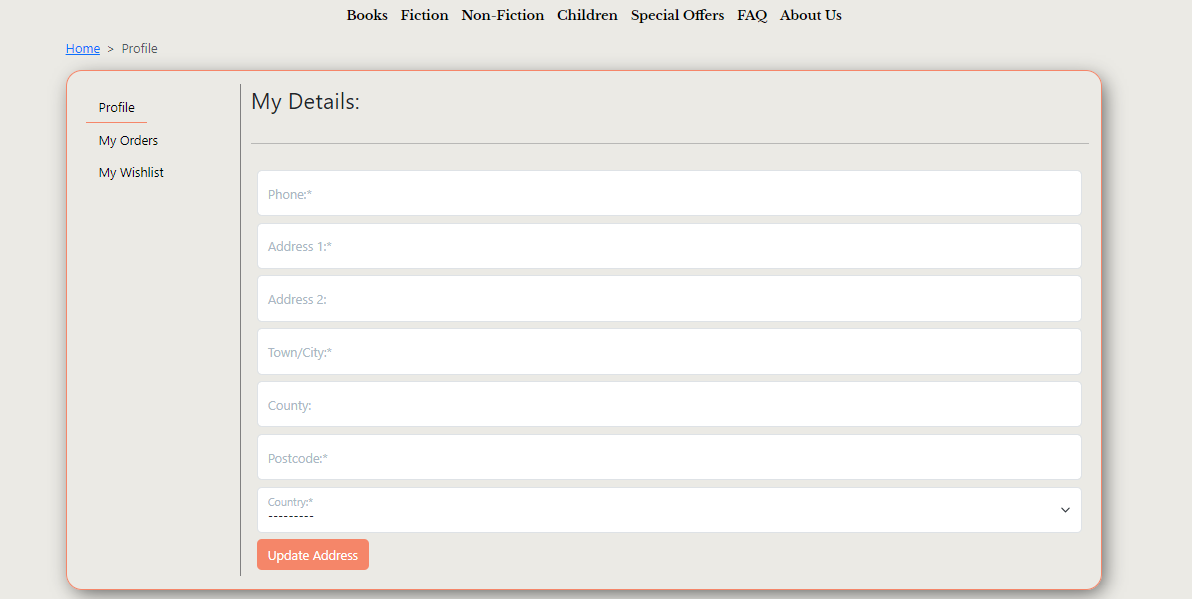 Books Fiction Non-Fiction Children Special Offers FAQ About Us
Home > Profile
Profile
My Orders
My Wishlist
My Details:
Phone:*
Address 1:*
Address 2:
Town/City:*
County:
Postcode:*
Country:*
---------
Update Address